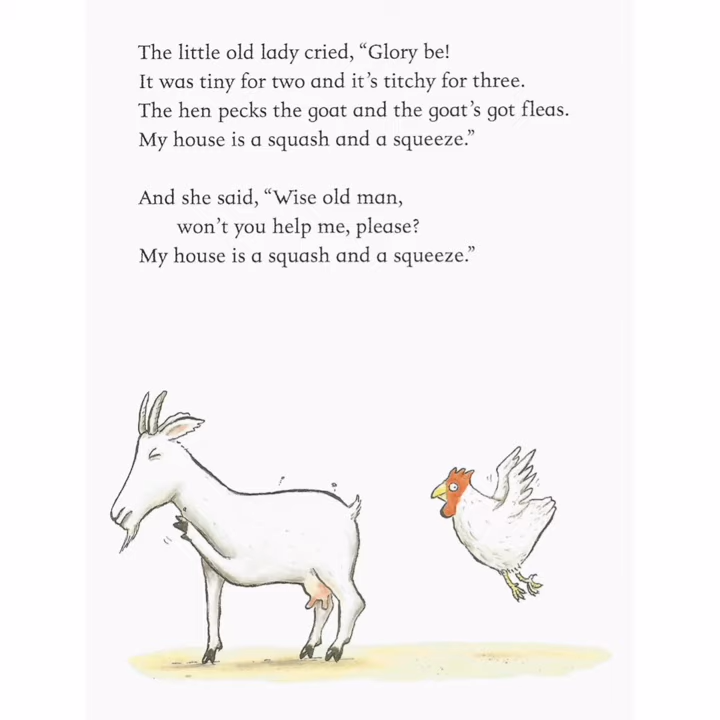 The little old lady cried, “Glory be!
It was tiny for two and it’s titchy for three.
The hen pecks the goat and the goat’s got fleas.
My house is a squash and a squeeze.”
And she said, “Wise old man,
won’t you help me, please?
My house is a squash and a squeeze.”